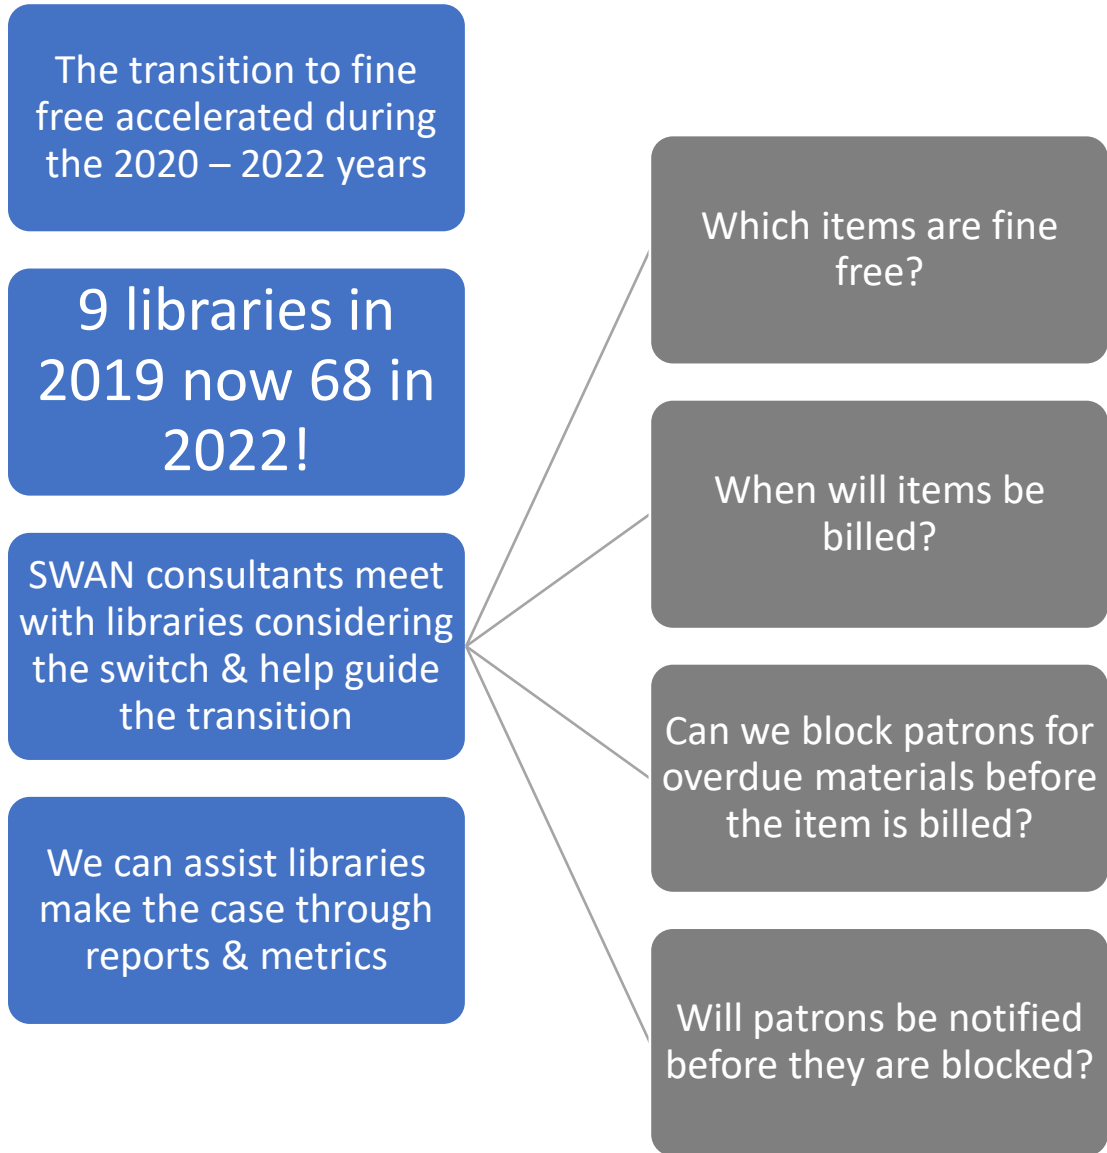 The transition to fine
free accelerated during
the 2020 – 2022 years
9 libraries in
2019 now 68 in
2022!
SWAN consultants meet
with libraries considering
the switch & help guide
the transition
We can assist libraries
make the case through
reports & metrics
Which items are fine
free?
When will items be
billed?
Can we block patrons for
overdue materials before
the item is billed?
Will patrons be notified
before they are blocked?